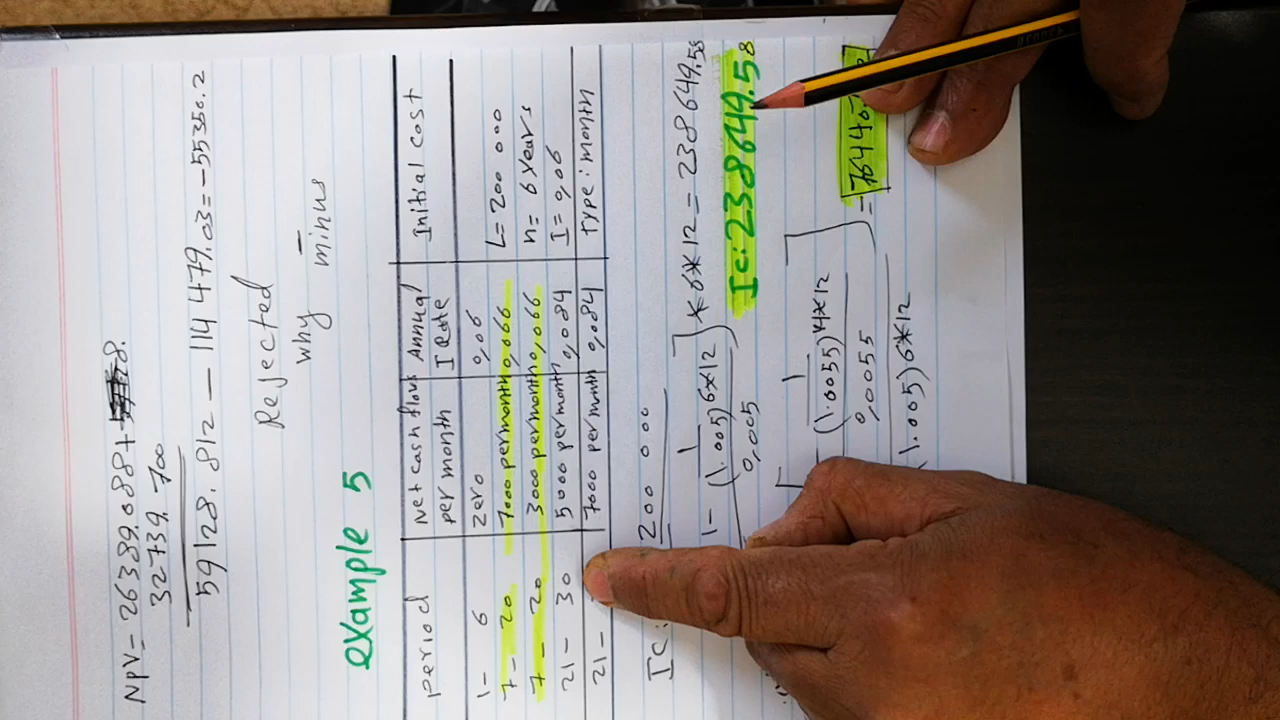 NPV = 26389.088 +
32739.700
59128.812 — 114479.03 = - 55350.2
Rejected
why minus
example 5
period Net cash flows per month Annual I Rate Initial cost
1 - 6 zero 0,06
7 - 20 7000 per month 0,066 L = 200 000
7 - 20 3000 per month 0,066 n = 6 years
21 - 30 5000 per month 0,084 I = 0,06
21 - 7000 per month 0,084 type: month
Ic: 200 000
1 - 1 (1.005) 6*12 0,005 * 6*12 = 238649.58
Ic: 238649.58
1 (1.0055) 4*12 0,0055 =
1.005) 6*12